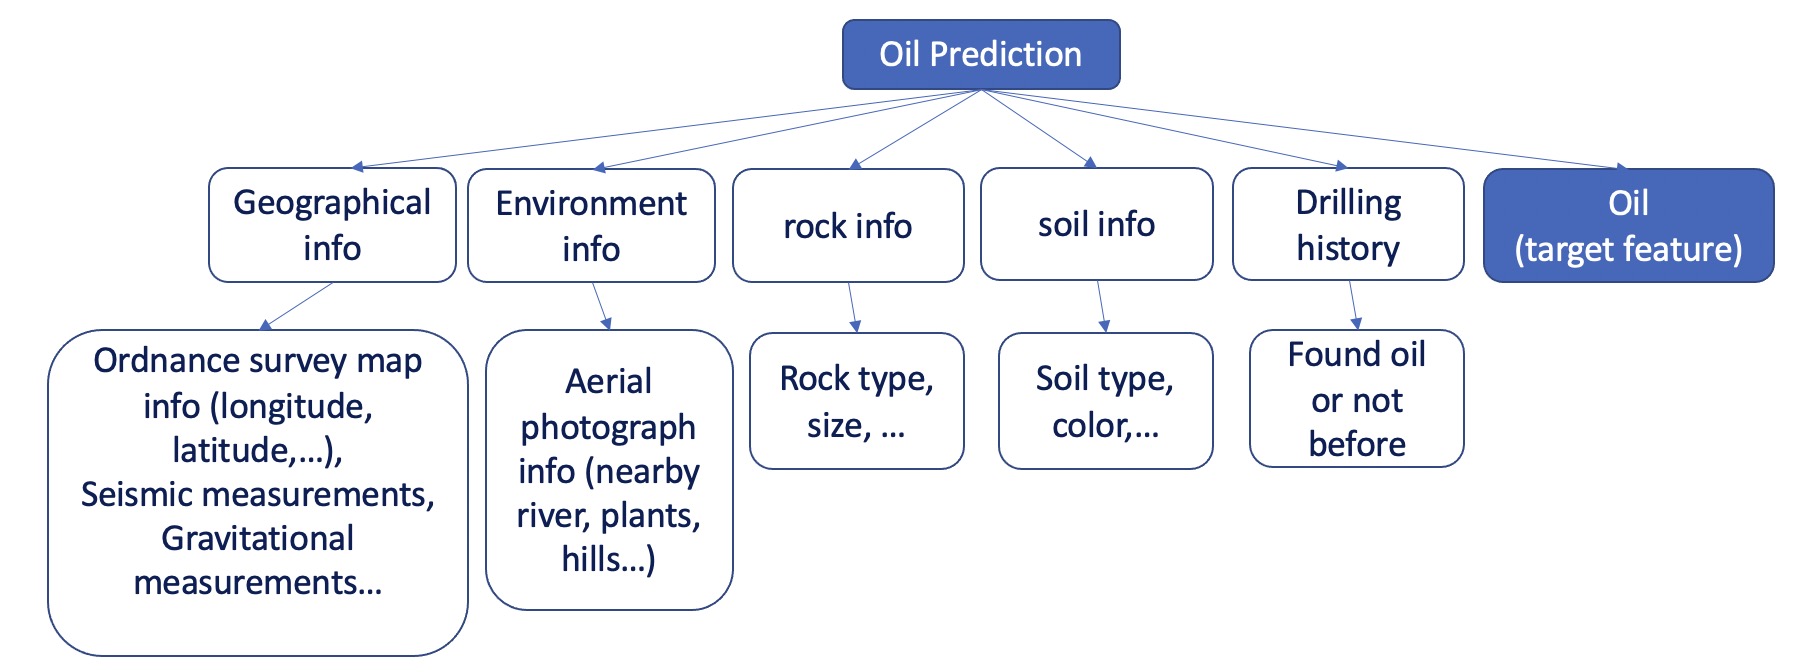 Oil Prediction
Geographical
info
Environment
info
rock info
soil info
Drilling
history
Oil
(target feature)
Ordnance survey map
info (longitude,
latitude,...),
Seismic measurements,
Gravitational
measurements...
Aerial
photograph
info (nearby
river, plants,
hills...)
Rock type,
size, ...
Soil type,
color,...
Found oil
or not
before